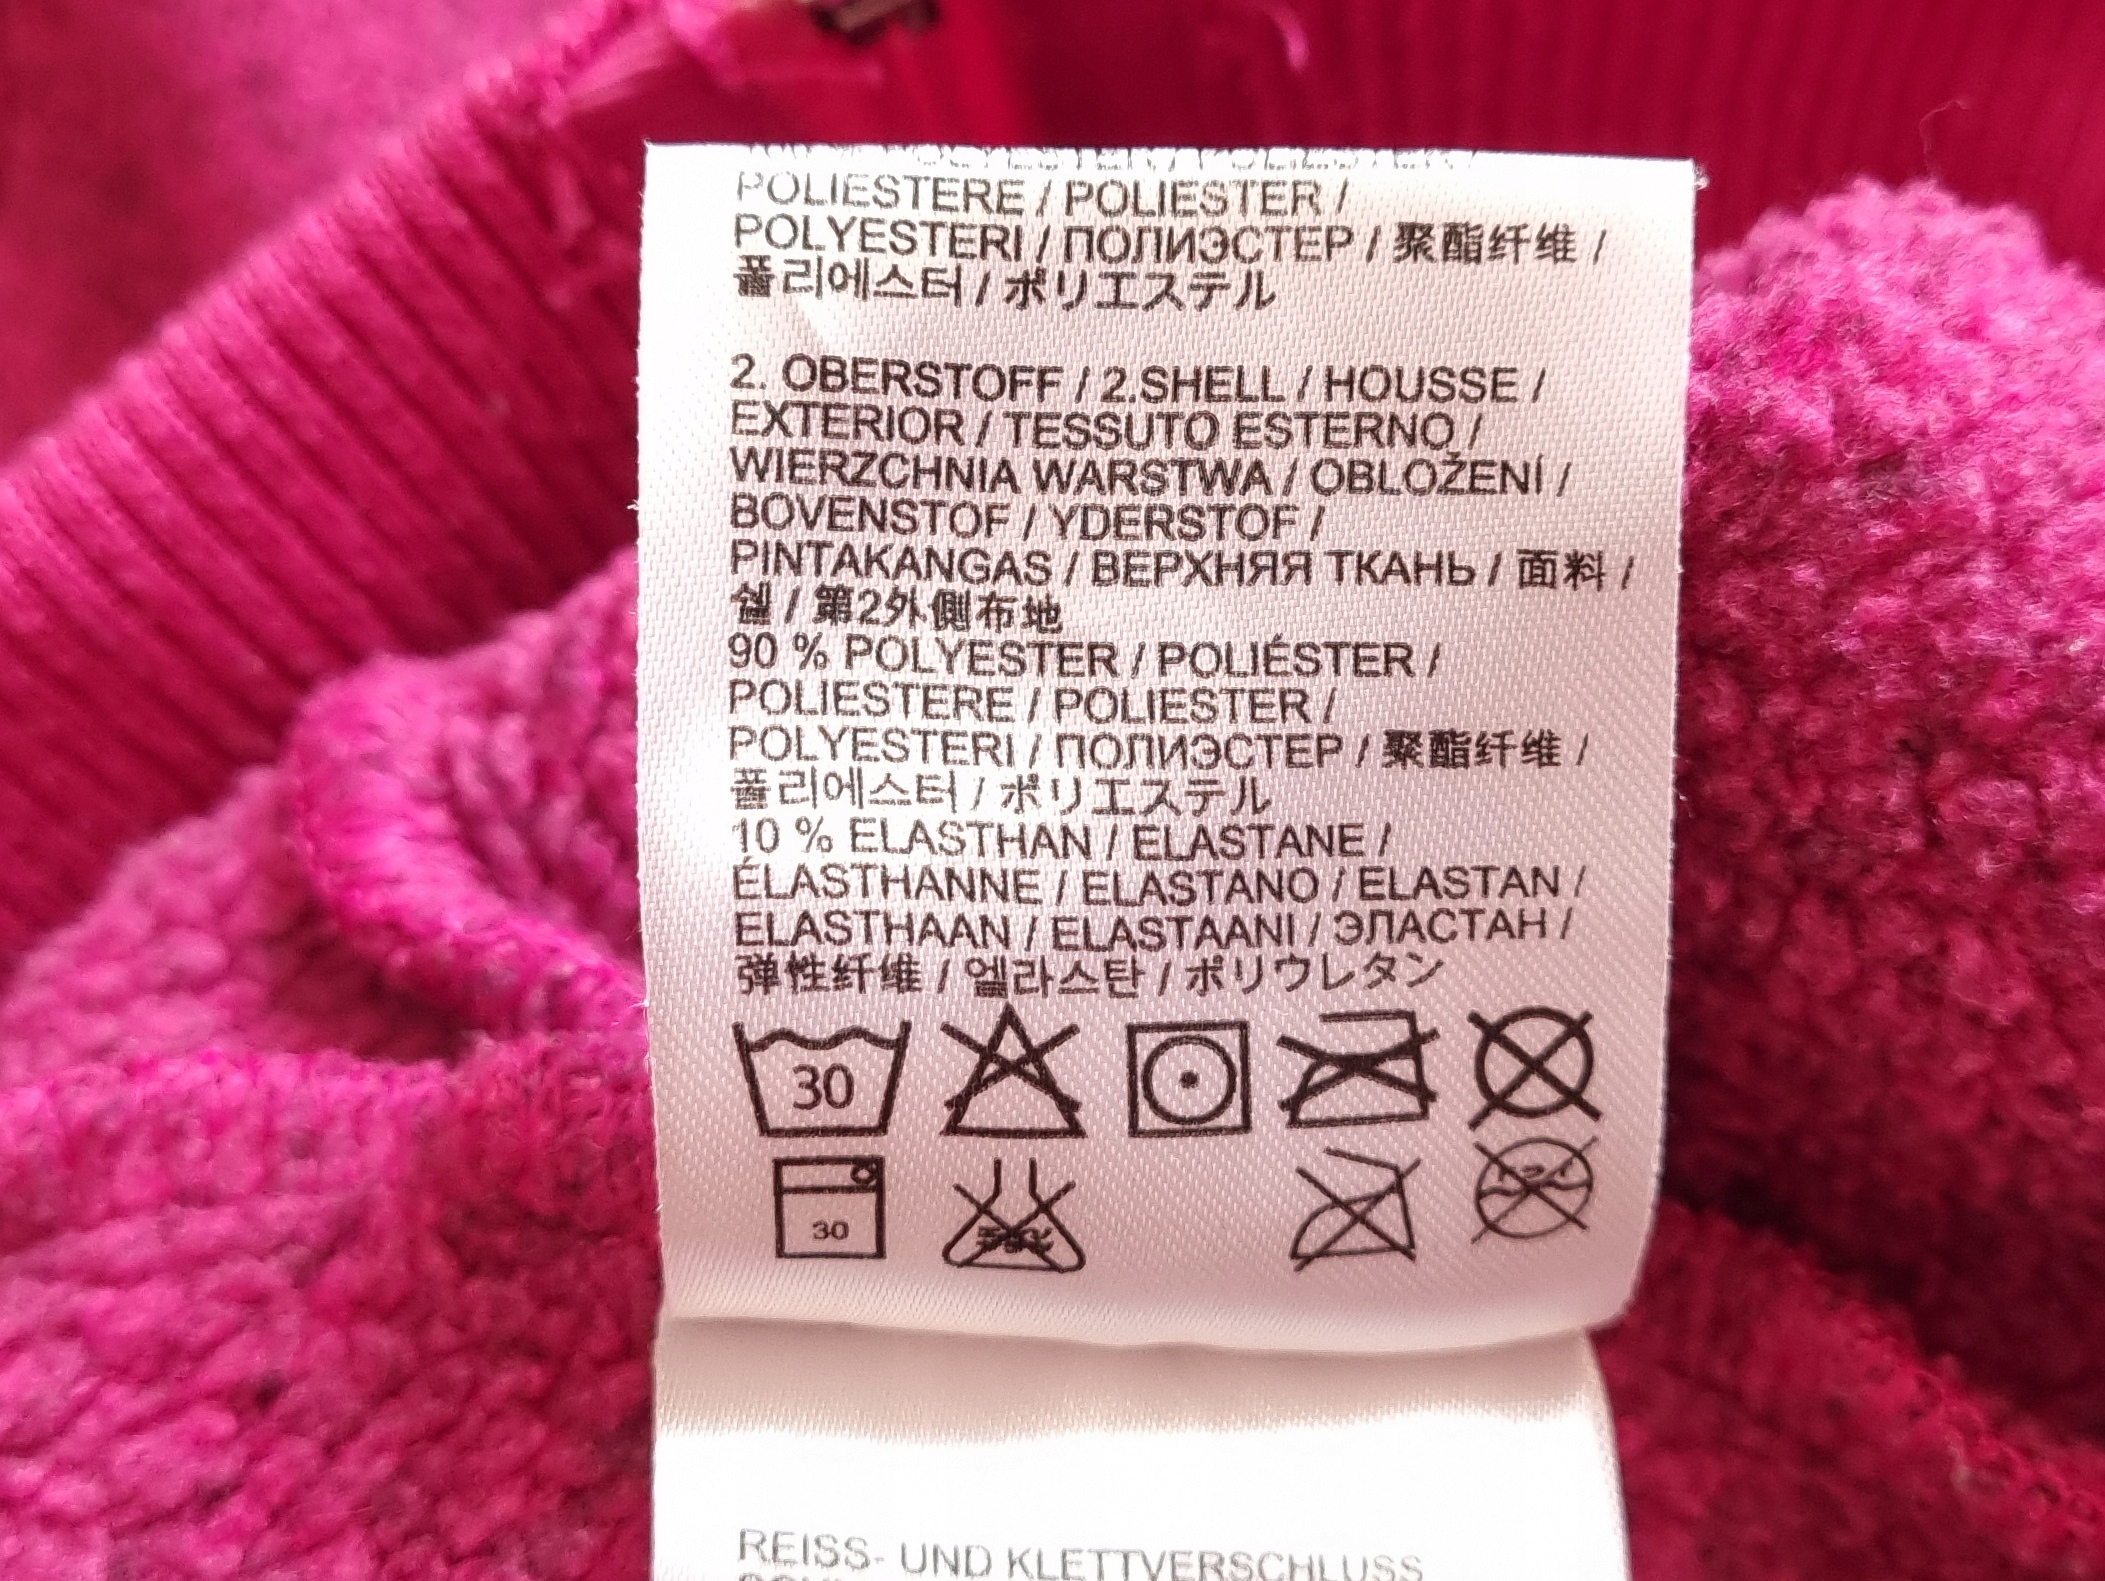 POLIESTERE / POLIESTER /
POLYESTERI / ПОЛИЭСТЕР / 聚酯纤维 /
폴리에스터 / ポリエステル
2. OBERSTOFF / 2.SHELL / HOUSSE /
EXTERIOR / TESSUTO ESTERNO /
WIERZCHNIA WARSTWA / OBLOŽENÍ /
BOVENSTOF / YDERSTOF /
PINTAKANGAS / ВЕРХНЯЯ ТКАНЬ / 面料 /
쉘 / 第2外側布地
90 % POLYESTER / POLIÉSTER /
POLIESTERE / POLIESTER /
POLYESTERI / ПОЛИЭСТЕР / 聚酯纤维 /
폴리에스터 / ポリエステル
10 % ELASTHAN / ELASTANE /
ÉLASTHANNE / ELASTANO / ELASTAN /
ELASTHAAN / ELASTAANI / ЭЛАСТАН /
弹性纤维 / 엘라스탄 / ポリウレタン
30
30
REISS- UND KLETTVERSCHLUSS